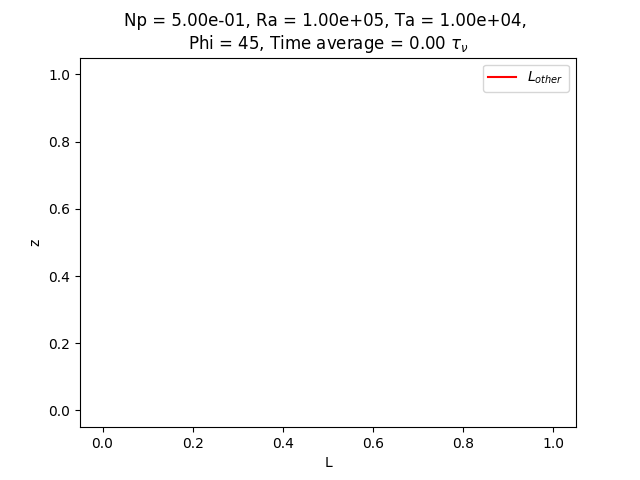 Np = 5.00e-01, Ra = 1.00e+05, Ta = 1.00e+04,
Phi = 45, Time average = 0.00 τν
L_other
1.0
0.8
0.6
0.4
0.2
0.0
z
0.0 0.2 0.4 0.6 0.8 1.0
L